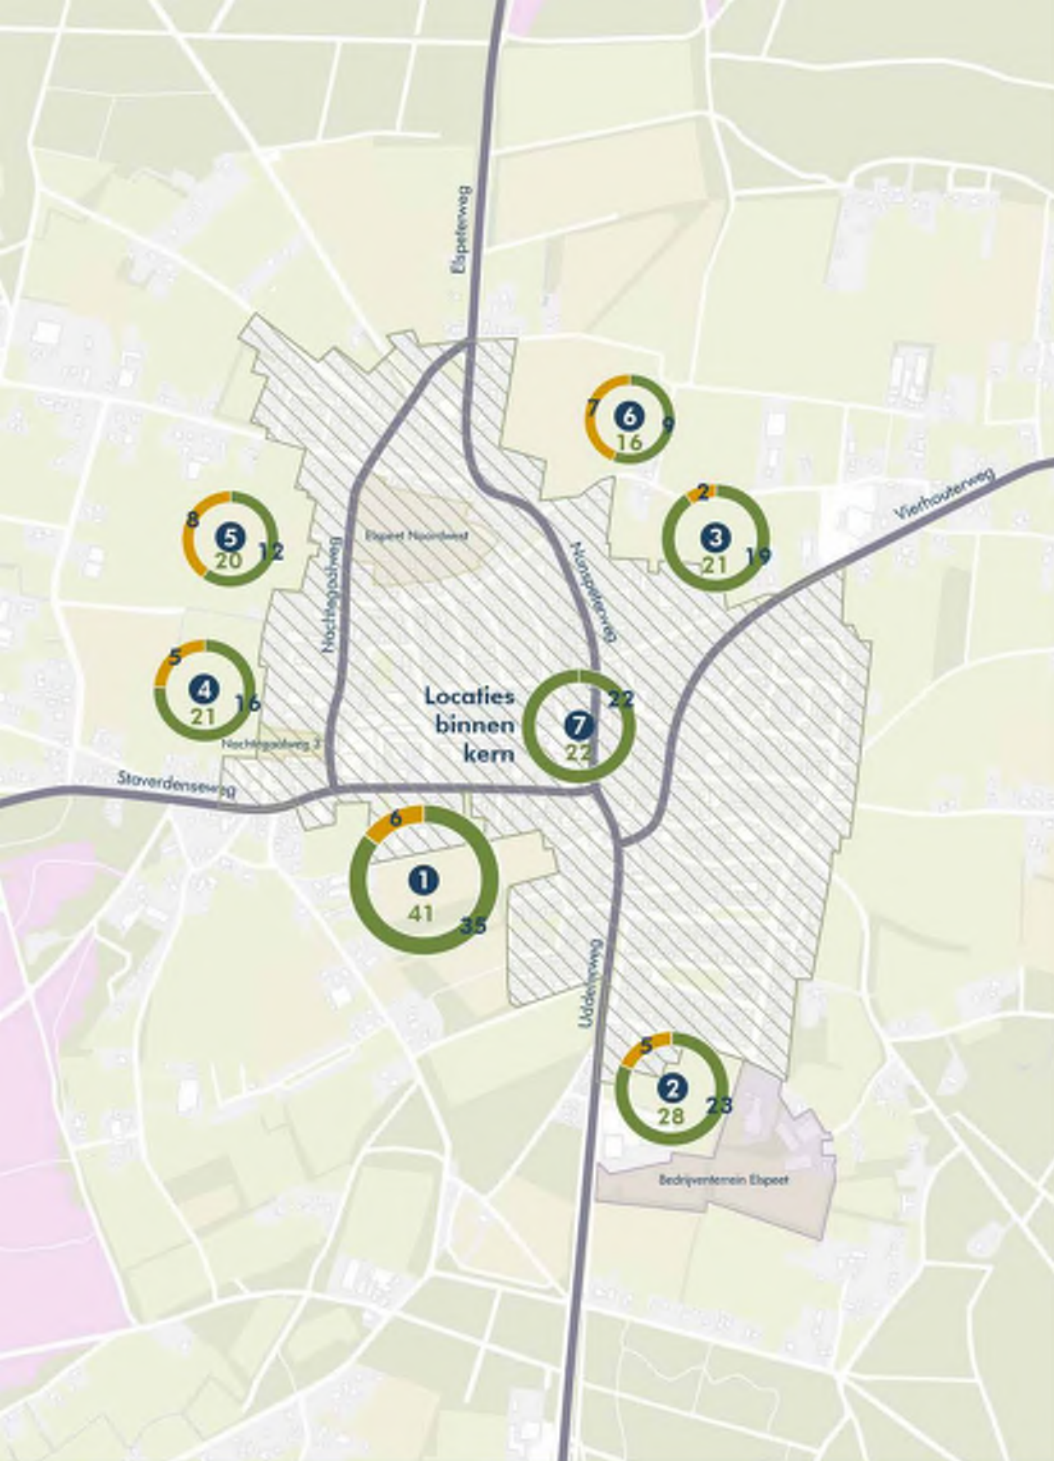 Elspeterweg
7
6
9
16
Vierhouterweg
2
3
19
21
8
5
12
20
Elspeet Noordwest
Nachtegaalweg
Nunspeterweg
5
4
16
21
Nachtegaalweg 3
Locaties
binnen
kern
22
7
22
Staverdenseweg
6
1
41
35
Uddelerweg
5
2
23
28
Bedrijventerrein Elspeet